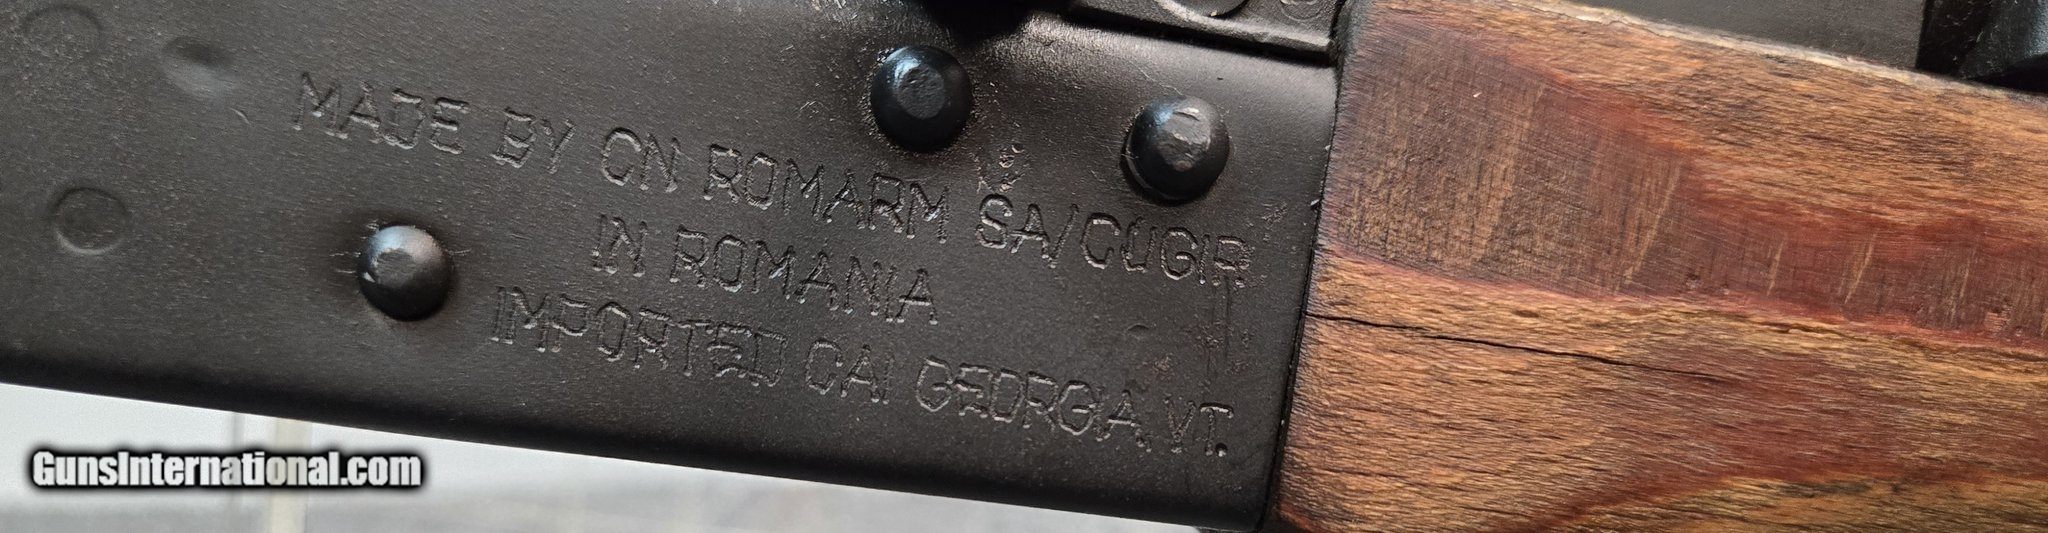 MADE BY CN ROMARM SA/CUGIR
IN ROMANIA
IMPORTED CAI GEORGIA VT.
GunsInternational.com